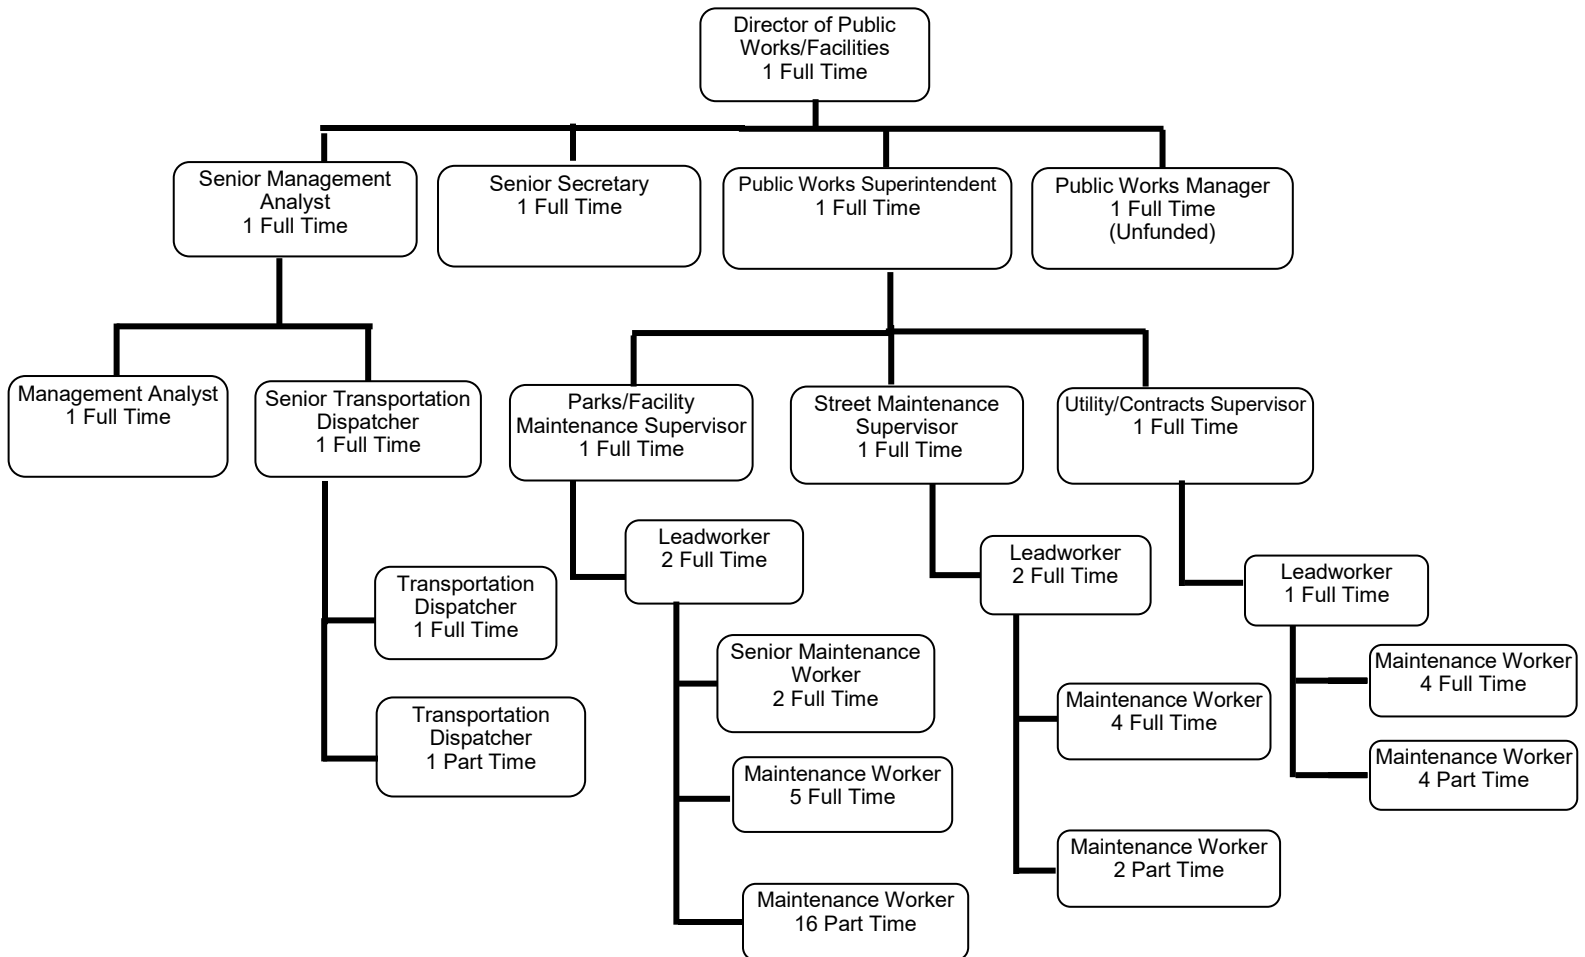 Director of Public
Works/Facilities
1 Full Time
Senior Management
Analyst
1 Full Time
Senior Secretary
1 Full Time
Public Works Superintendent
1 Full Time
Public Works Manager
1 Full Time
(Unfunded)
Management Analyst
1 Full Time
Senior Transportation
Dispatcher
1 Full Time
Parks/Facility
Maintenance Supervisor
1 Full Time
Street Maintenance
Supervisor
1 Full Time
Utility/Contracts Supervisor
1 Full Time
Transportation
Dispatcher
1 Full Time
Transportation
Dispatcher
1 Part Time
Leadworker
2 Full Time
Senior Maintenance
Worker
2 Full Time
Maintenance Worker
5 Full Time
Maintenance Worker
16 Part Time
Leadworker
2 Full Time
Maintenance Worker
4 Full Time
Maintenance Worker
2 Part Time
Leadworker
1 Full Time
Maintenance Worker
4 Full Time
Maintenance Worker
4 Part Time